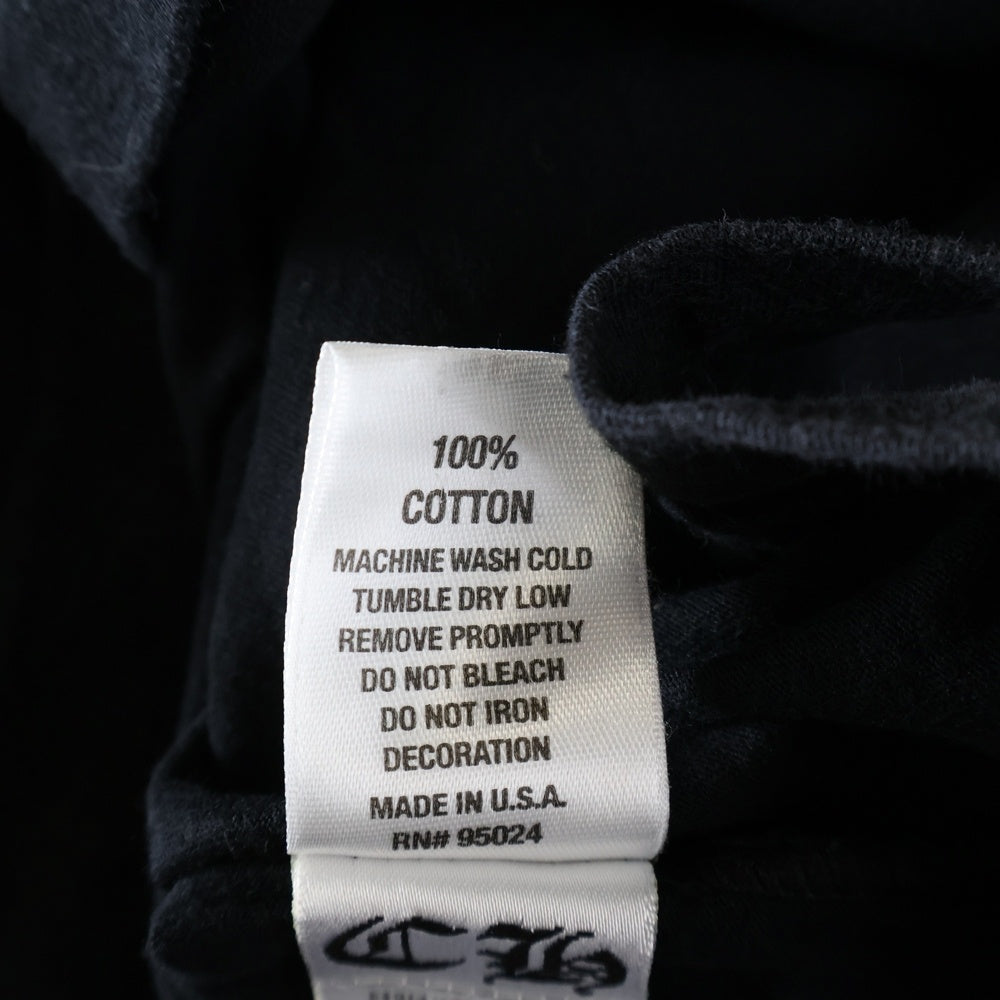 100%
COTTON
MACHINE WASH COLD
TUMBLE DRY LOW
REMOVE PROMPTLY
DO NOT BLEACH
DO NOT IRON
DECORATION
MADE IN U.S.A.
RN# 95024
CH